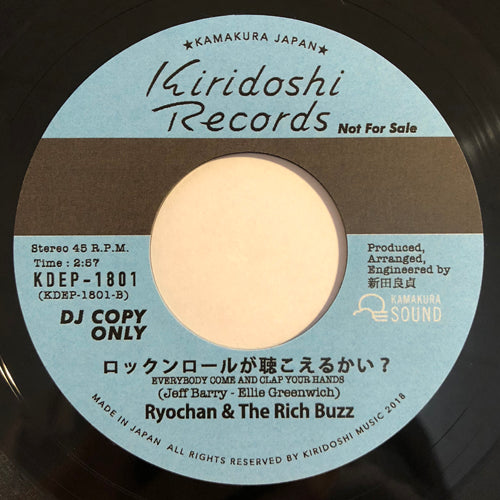 ★KAMAKURA JAPAN★
Kiridoshi
Records
Not For Sale
Stereo 45 R.P.M.
Time : 2:57
KDEP-1801
(KDEP-1801-B)
DJ COPY
ONLY
Produced,
Arranged,
Engineered by
新田良貞
KAMAKURA
SOUND
ロックンロールが聴こえるかい？
EVERYBODY COME AND CLAP YOUR HANDS
(Jeff Barry - Ellie Greenwich)
Ryochan & The Rich Buzz
MADE IN JAPAN ALL RIGHTS RESERVED BY KIRIDOSHI MUSIC 2018